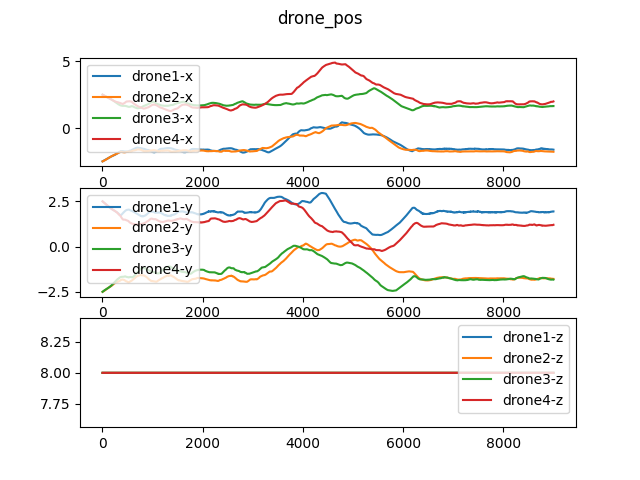 drone_pos
5
0
drone1-x
drone2-x
drone3-x
drone4-x
0 2000 4000 6000 8000
2.5
0.0
−2.5
drone1-y
drone2-y
drone3-y
drone4-y
0 2000 4000 6000 8000
8.25
8.00
7.75
drone1-z
drone2-z
drone3-z
drone4-z
0 2000 4000 6000 8000